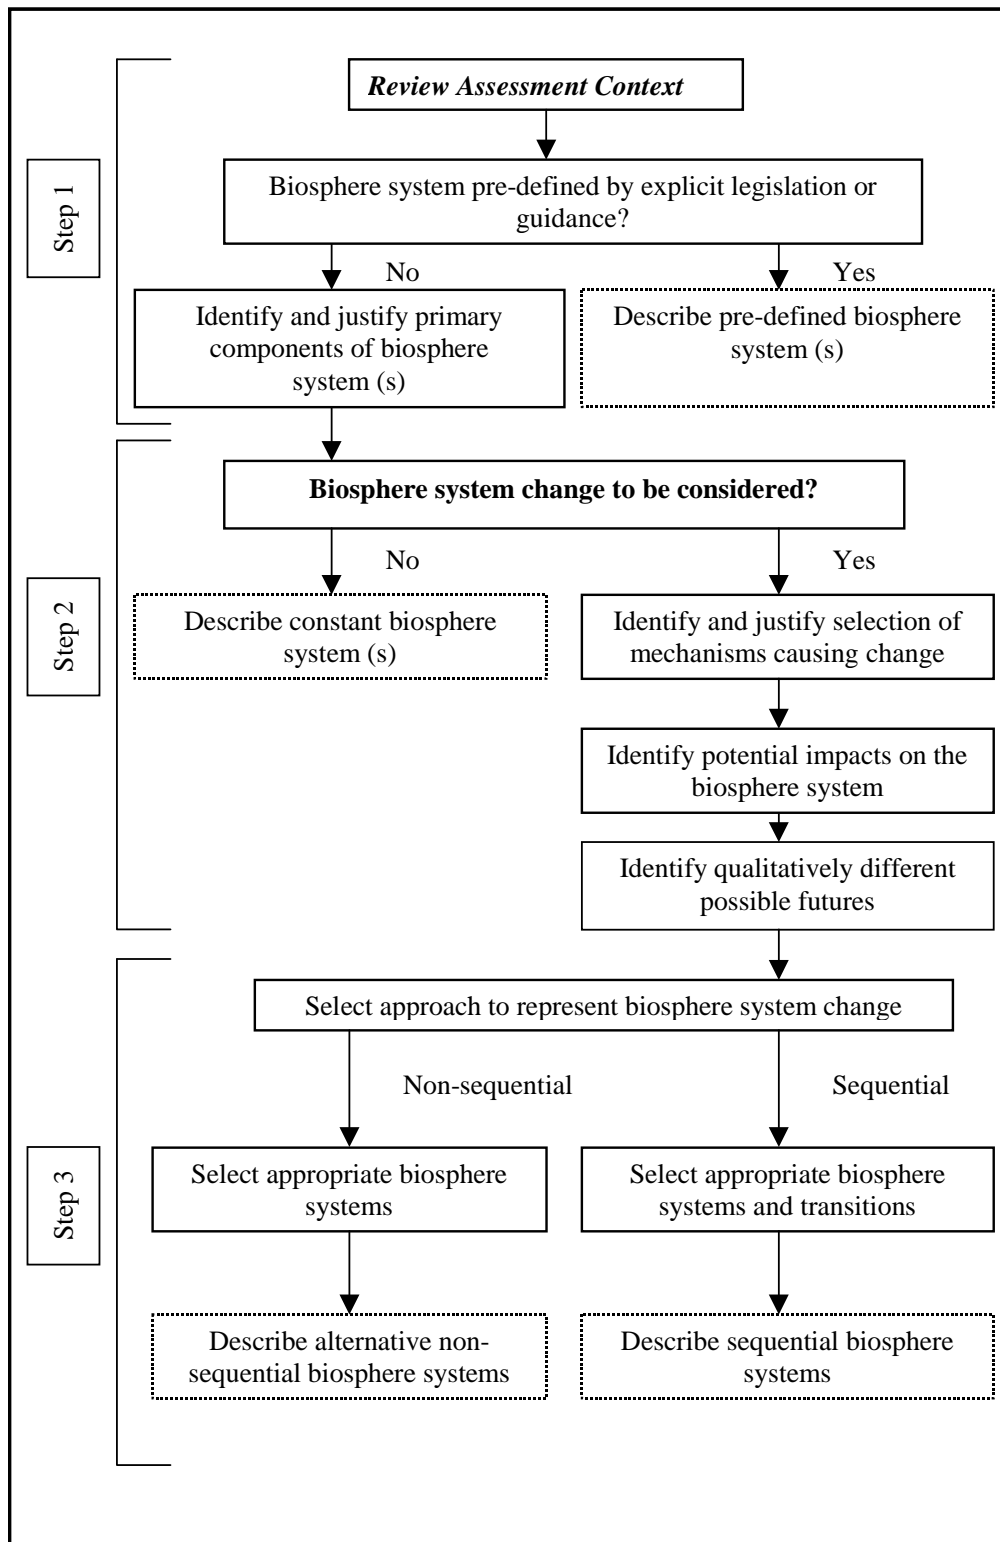 Review Assessment Context
Step 1
Biosphere system pre-defined by explicit legislation or
guidance?
No
Yes
Identify and justify primary
components of biosphere
system (s)
Describe pre-defined biosphere
system (s)
Step 2
Biosphere system change to be considered?
No
Yes
Describe constant biosphere
system (s)
Identify and justify selection of
mechanisms causing change
Identify potential impacts on the
biosphere system
Identify qualitatively different
possible futures
Step 3
Select approach to represent biosphere system change
Non-sequential
Sequential
Select appropriate biosphere
systems
Select appropriate biosphere
systems and transitions
Describe alternative non-
sequential biosphere systems
Describe sequential biosphere
systems